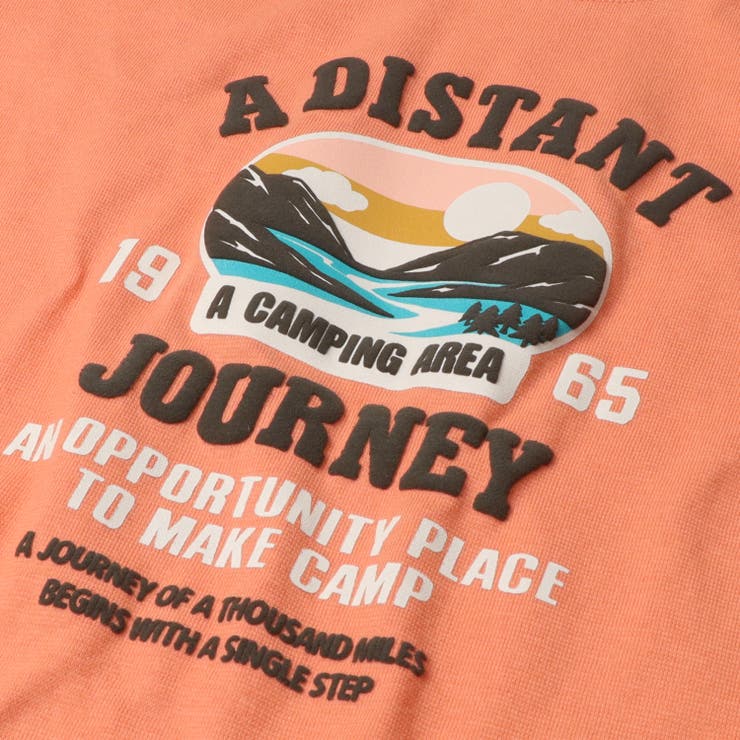 A DISTANT
19 65
A CAMPING AREA
JOURNEY
AN OPPORTUNITY PLACE
TO MAKE CAMP
A JOURNEY OF A THOUSAND MILES
BEGINS WITH A SINGLE STEP